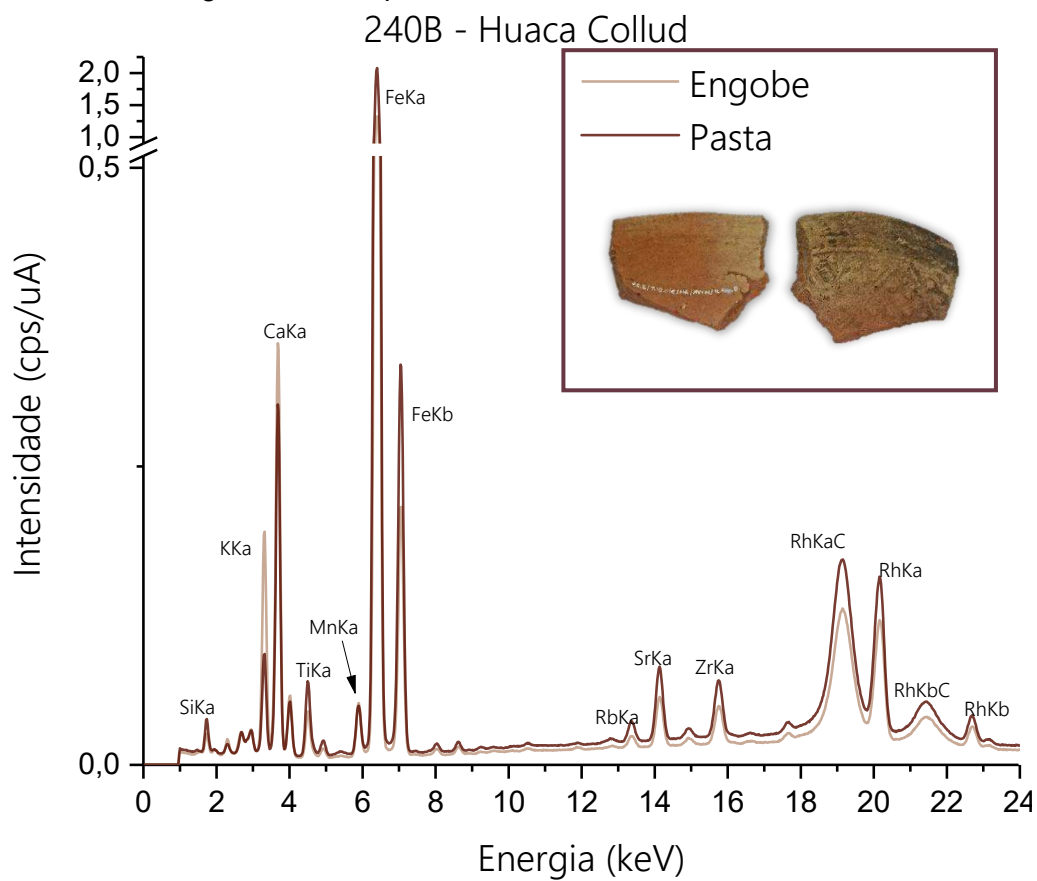 240B - Huaca Collud
Engobe
Pasta
2,0
1,5
1,0
0,5
0,0
Intensidade (cps/uA)
FeKa
CaKa
FeKb
KKa
MnKa
TiKa
SiKa
RbKa
SrKa
ZrKa
RhKaC
RhKa
RhKbC
RhKb
0 2 4 6 8 10 12 14 16 18 20 22 24
Energia (keV)